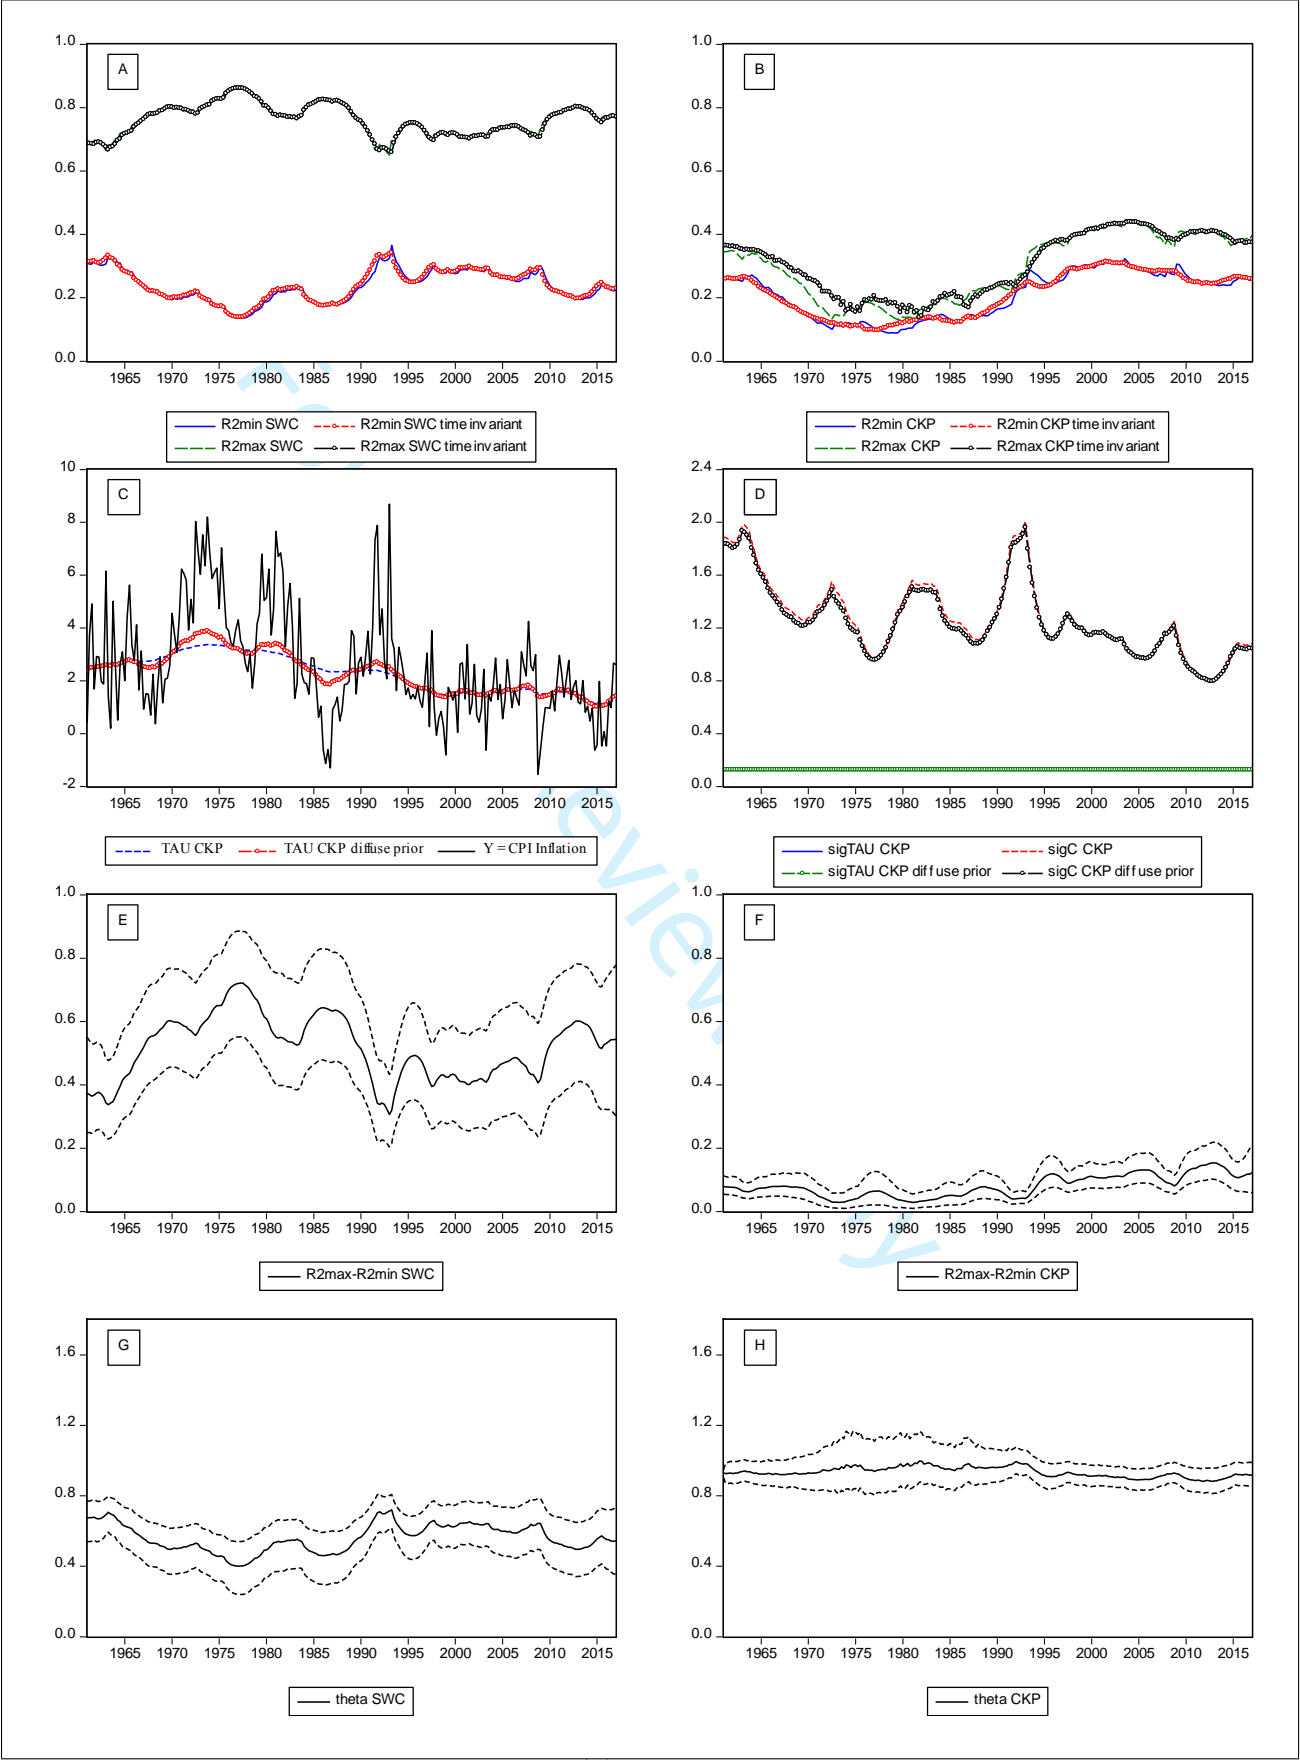 A
1.0
0.8
0.6
0.4
0.2
0.0
1965 1970 1975 1980 1985 1990 1995 2000 2005 2010 2015
R2min SWC R2min SWC time invariant
R2max SWC R2max SWC time invariant
B
1.0
0.8
0.6
0.4
0.2
0.0
1965 1970 1975 1980 1985 1990 1995 2000 2005 2010 2015
R2min CKP R2min CKP time invariant
R2max CKP R2max CKP time invariant
C
10
8
6
4
2
0
-2
1965 1970 1975 1980 1985 1990 1995 2000 2005 2010 2015
TAU CKP TAU CKP diffuse prior Y = CPI Inflation
D
2.4
2.0
1.6
1.2
0.8
0.4
0.0
1965 1970 1975 1980 1985 1990 1995 2000 2005 2010 2015
sigTAU CKP sigC CKP
sigTAU CKP diffuse prior sigC CKP diffuse prior
E
1.0
0.8
0.6
0.4
0.2
0.0
1965 1970 1975 1980 1985 1990 1995 2000 2005 2010 2015
R2max-R2min SWC
F
1.0
0.8
0.6
0.4
0.2
0.0
1965 1970 1975 1980 1985 1990 1995 2000 2005 2010 2015
R2max-R2min CKP
G
1.6
1.2
0.8
0.4
0.0
1965 1970 1975 1980 1985 1990 1995 2000 2005 2010 2015
theta SWC
H
1.6
1.2
0.8
0.4
0.0
1965 1970 1975 1980 1985 1990 1995 2000 2005 2010 2015
theta CKP